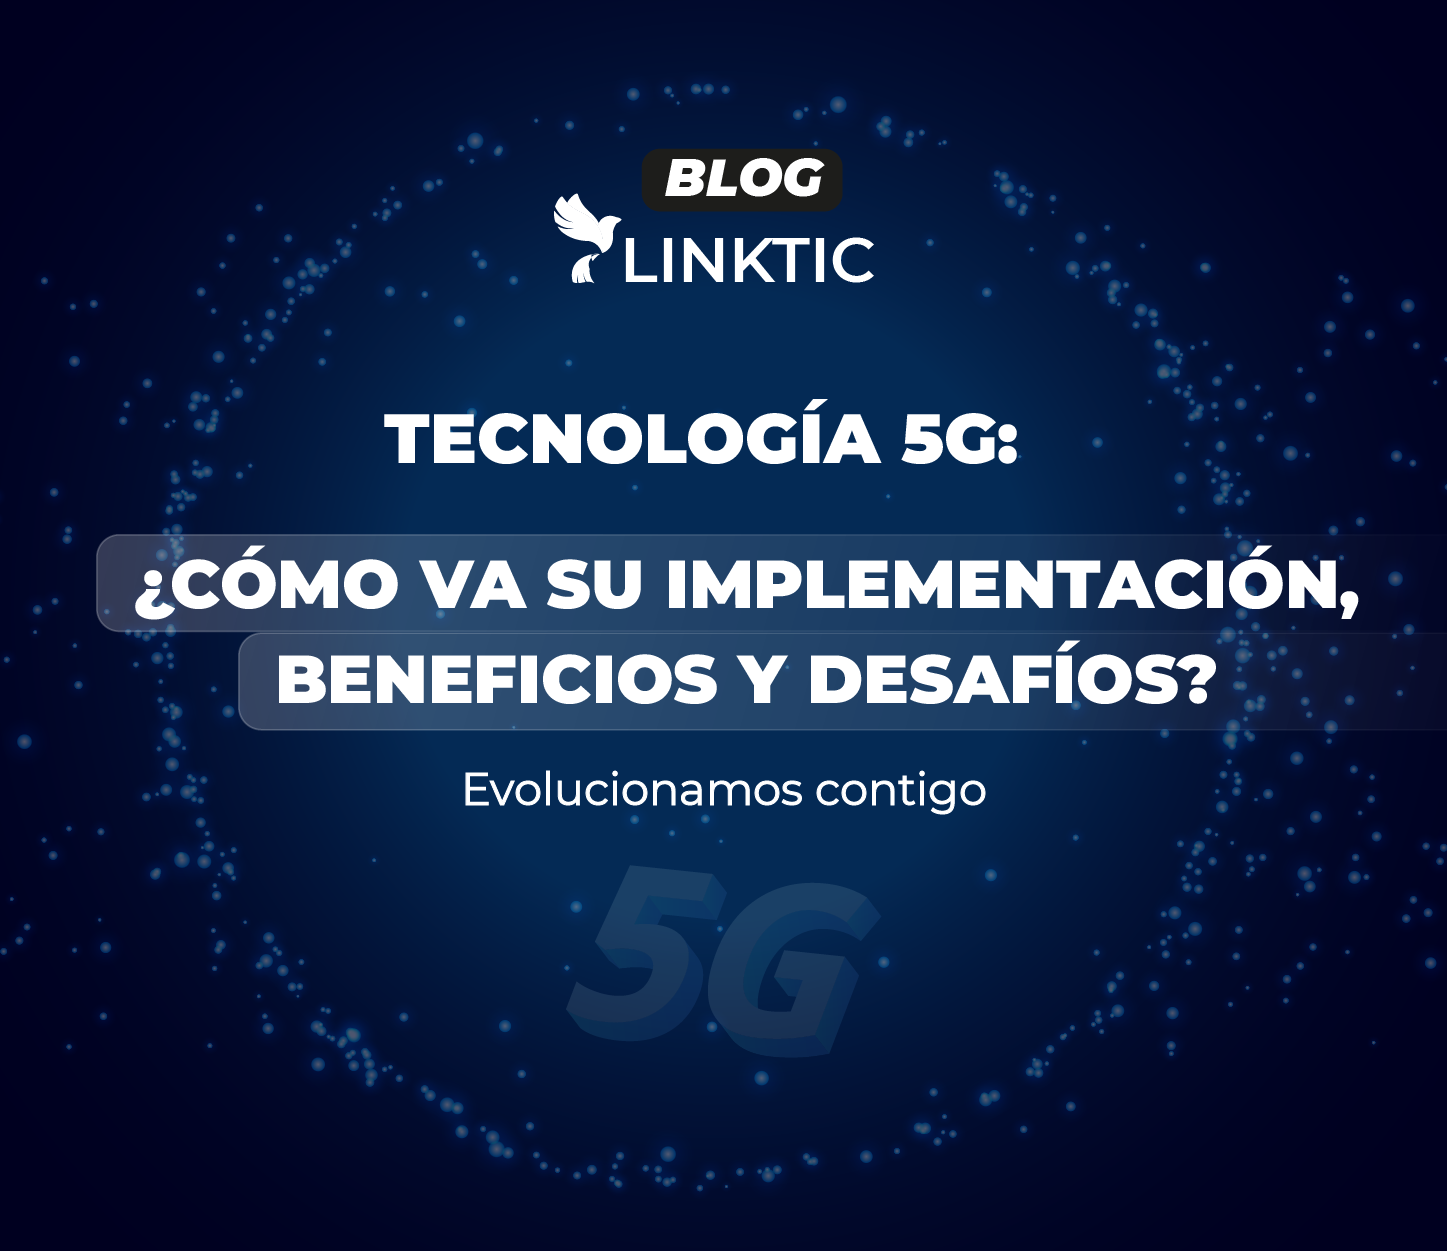 BLOG
LINKTIC
TECNOLOGÍA 5G:
¿CÓMO VA SU IMPLEMENTACIÓN,
BENEFICIOS Y DESAFÍOS?
Evolucionamos contigo
5G